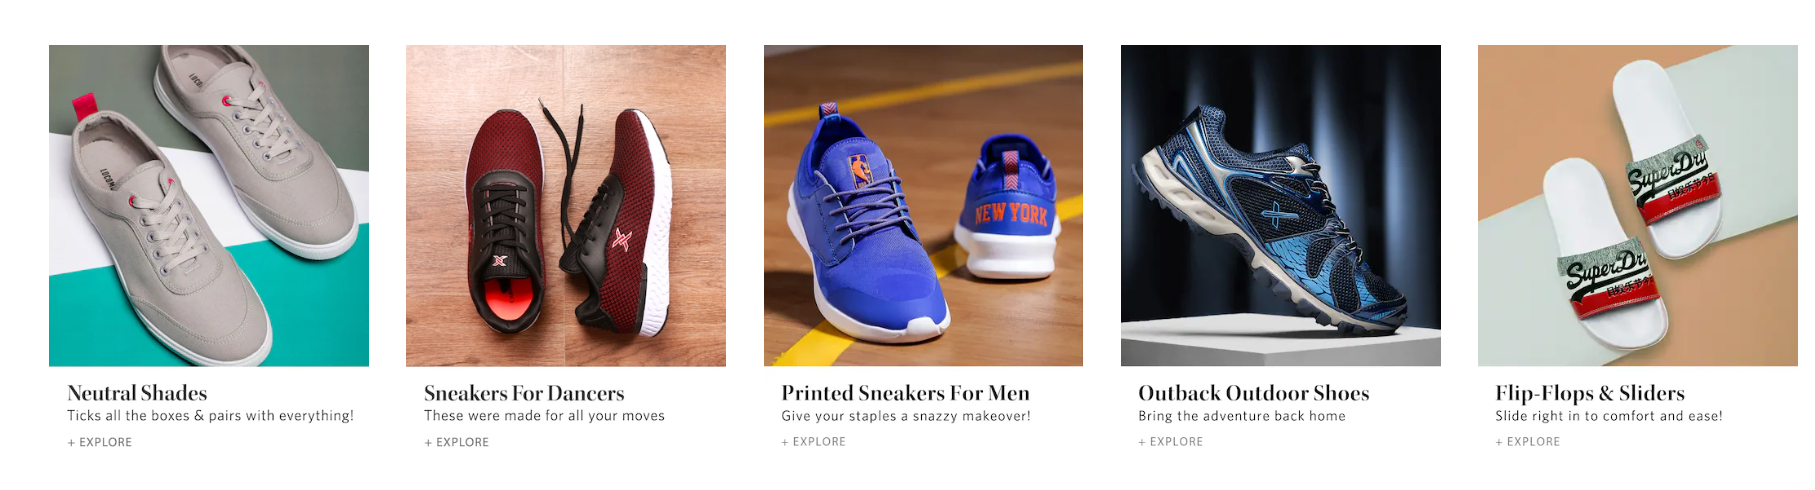 NEW YORK
SuperDry
SuperDry
Neutral Shades
Ticks all the boxes & pairs with everything!
+ EXPLORE
Sneakers For Dancers
These were made for all your moves
+ EXPLORE
Printed Sneakers For Men
Give your staples a snazzy makeover!
+ EXPLORE
Outback Outdoor Shoes
Bring the adventure back home
+ EXPLORE
Flip-Flops & Sliders
Slide right in to comfort and ease!
+ EXPLORE